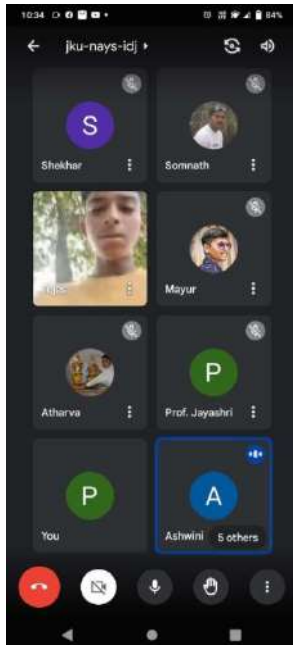 10:34
84%
jku-nays-idj
S
Shekhar
Somnath
Mayur
Atharva
P
Prof. Jayashri
P
You
A
Ashwini
5 others